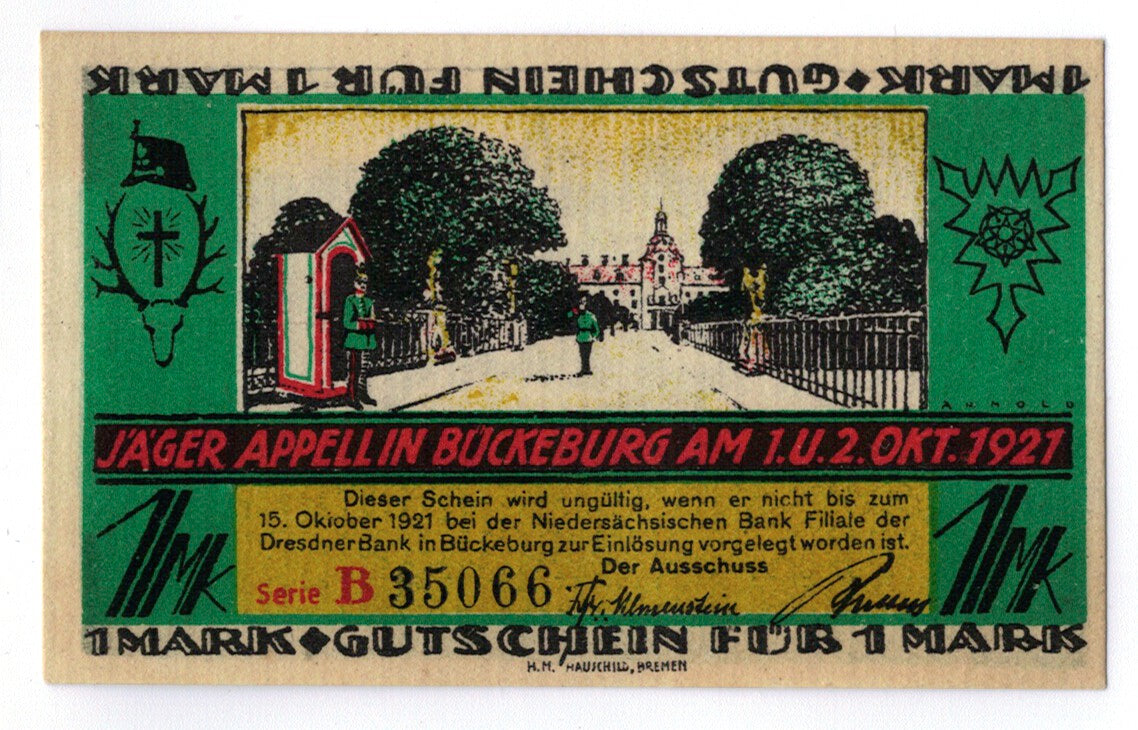 1 MARK ◆ GUTSCHEIN FÜR 1 MARK
ARNOLD
JÄGER APPELL IN BÜCKEBURG AM 1. U. 2. OKT. 1921
Dieser Schein wird ungültig, wenn er nicht bis zum
15. Oktober 1921 bei der Niedersächsischen Bank Filiale der
Dresdner Bank in Bückeburg zur Einlösung vorgelegt worden ist.
Der Ausschuss
1 MK
Serie B 35066
1 MK
1 MARK ◆ GUTSCHEIN FÜR 1 MARK
H. M. HAUSCHILD, BREMEN